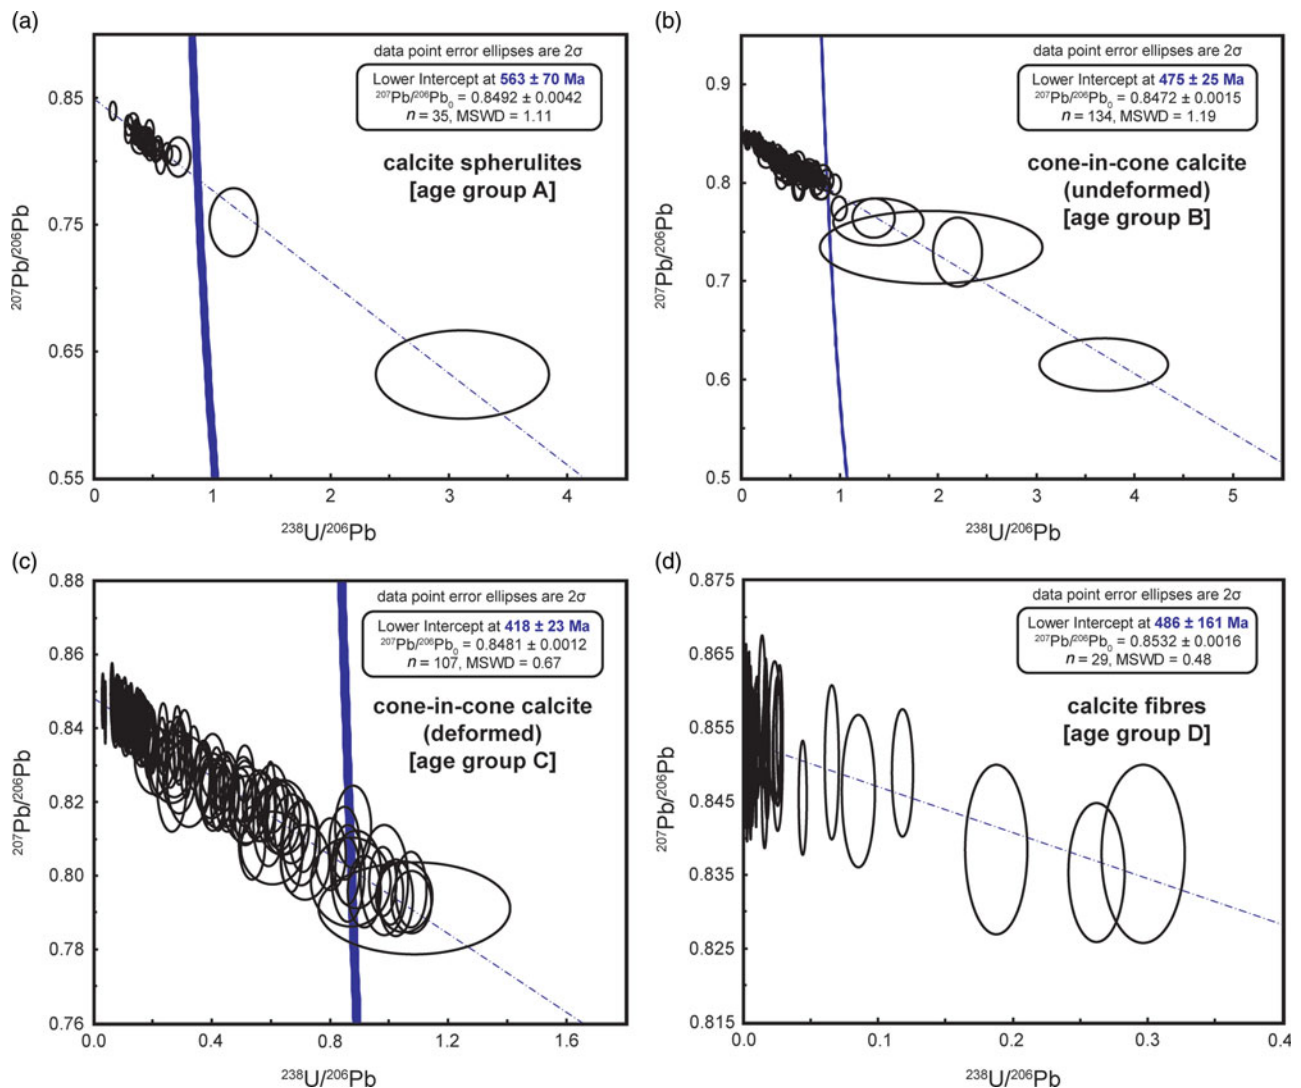 (a)
data point error ellipses are 2σ
Lower Intercept at 563 ± 70 Ma
²⁰⁷Pb/²⁰⁶Pb₀ = 0.8492 ± 0.0042
n = 35, MSWD = 1.11
calcite spherulites
[age group A]
0.85
0.75
0.65
0.55
²⁰⁷Pb/²⁰⁶Pb
0 1 2 3 4
²³⁸U/²⁰⁶Pb
(b)
data point error ellipses are 2σ
Lower Intercept at 475 ± 25 Ma
²⁰⁷Pb/²⁰⁶Pb₀ = 0.8472 ± 0.0015
n = 134, MSWD = 1.19
cone-in-cone calcite
(undeformed)
[age group B]
0.9
0.8
0.7
0.6
0.5
²⁰⁷Pb/²⁰⁶Pb
0 1 2 3 4 5
²³⁸U/²⁰⁶Pb
(c)
data point error ellipses are 2σ
Lower Intercept at 418 ± 23 Ma
²⁰⁷Pb/²⁰⁶Pb₀ = 0.8481 ± 0.0012
n = 107, MSWD = 0.67
cone-in-cone calcite
(deformed)
[age group C]
0.88
0.86
0.84
0.82
0.80
0.78
0.76
²⁰⁷Pb/²⁰⁶Pb
0.0 0.4 0.8 1.2 1.6
²³⁸U/²⁰⁶Pb
(d)
data point error ellipses are 2σ
Lower Intercept at 486 ± 161 Ma
²⁰⁷Pb/²⁰⁶Pb₀ = 0.8532 ± 0.0016
n = 29, MSWD = 0.48
calcite fibres
[age group D]
0.875
0.865
0.855
0.845
0.835
0.825
0.815
²⁰⁷Pb/²⁰⁶Pb
0.0 0.1 0.2 0.3 0.4
²³⁸U/²⁰⁶Pb